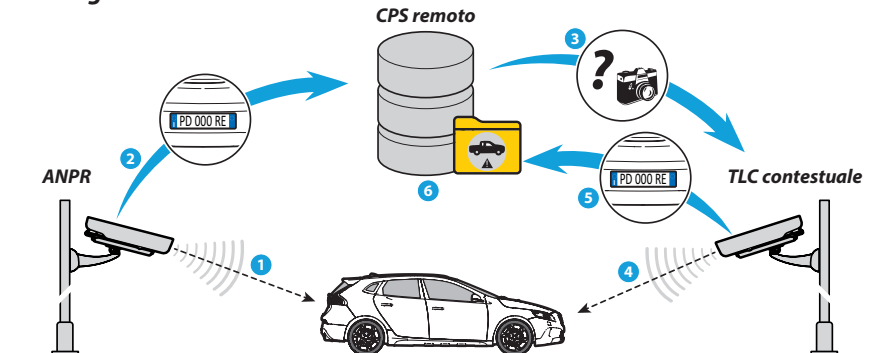 CPS remoto
3
?
PD 000 RE
2
PD 000 RE
ANPR
TLC contestuale
6
5
1
4